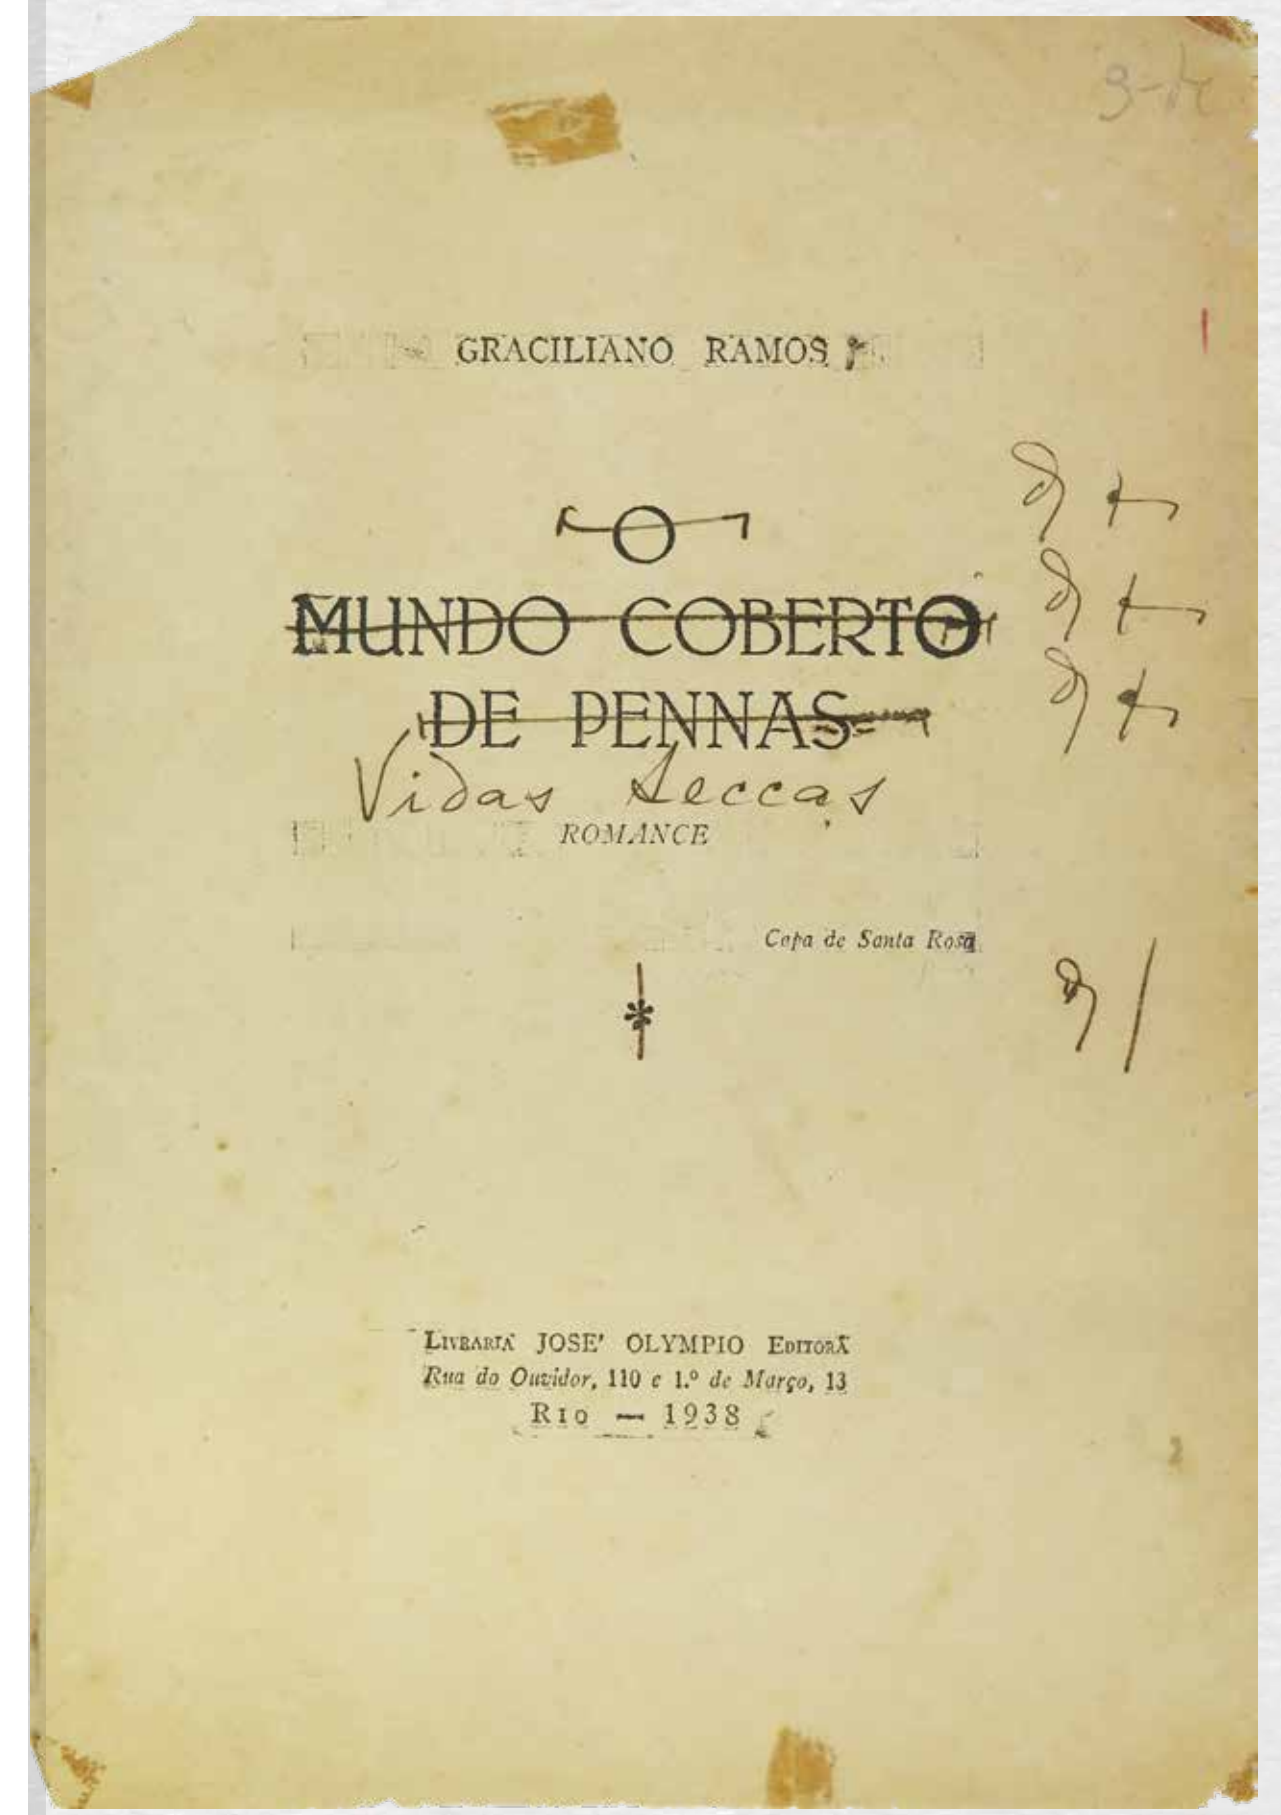 GRACILIANO RAMOS
O
MUNDO COBERTO
DE PENNAS
Vidas Seccas
ROMANCE
Capa de Santa Rosa
*
LIVRARIA JOSE' OLYMPIO EDITORA
Rua do Ouvidor, 110 e 1.º de Março, 13
RIO — 1938